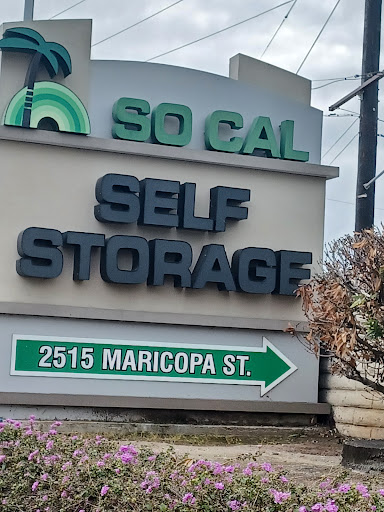 SO CAL
SELF
STORAGE
2515 MARICOPA ST.